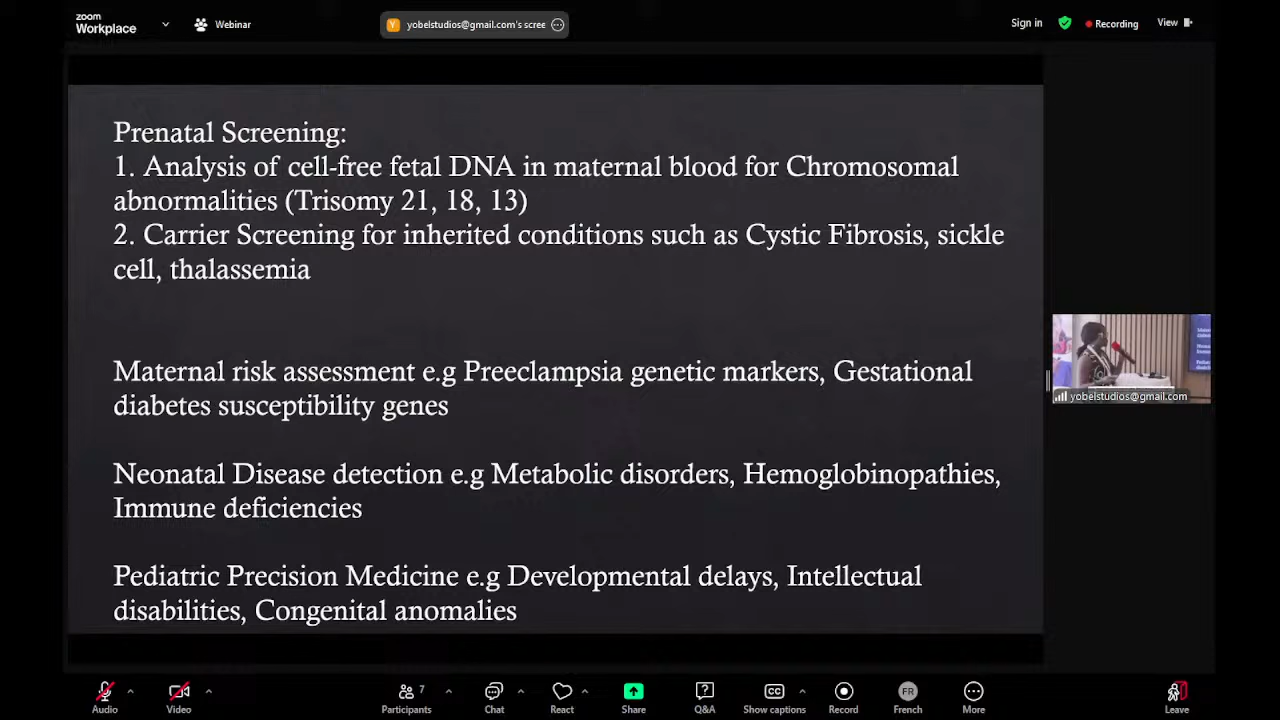 zoom
Workplace
Webinar
Y yobelstudios@gmail.com's scree
Sign in
Recording
View
Prenatal Screening:
1. Analysis of cell-free fetal DNA in maternal blood for Chromosomal
abnormalities (Trisomy 21, 18, 13)
2. Carrier Screening for inherited conditions such as Cystic Fibrosis, sickle
cell, thalassemia
Maternal risk assessment e.g Preeclampsia genetic markers, Gestational
diabetes susceptibility genes
Neonatal Disease detection e.g Metabolic disorders, Hemoglobinopathies,
Immune deficiencies
Pediatric Precision Medicine e.g Developmental delays, Intellectual
disabilities, Congenital anomalies
yobelstudios@gmail.com
Audio
Video
7
Participants
Chat
React
Share
Q&A
CC
Show captions
Record
FR
French
More
Leave